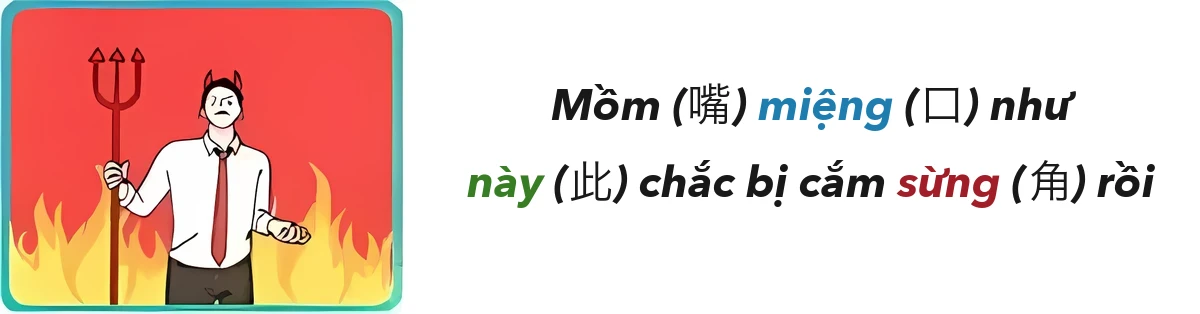 Mồm (嘴) miệng (口) như
này (此) chắc bị cắm sừng (角) rồi